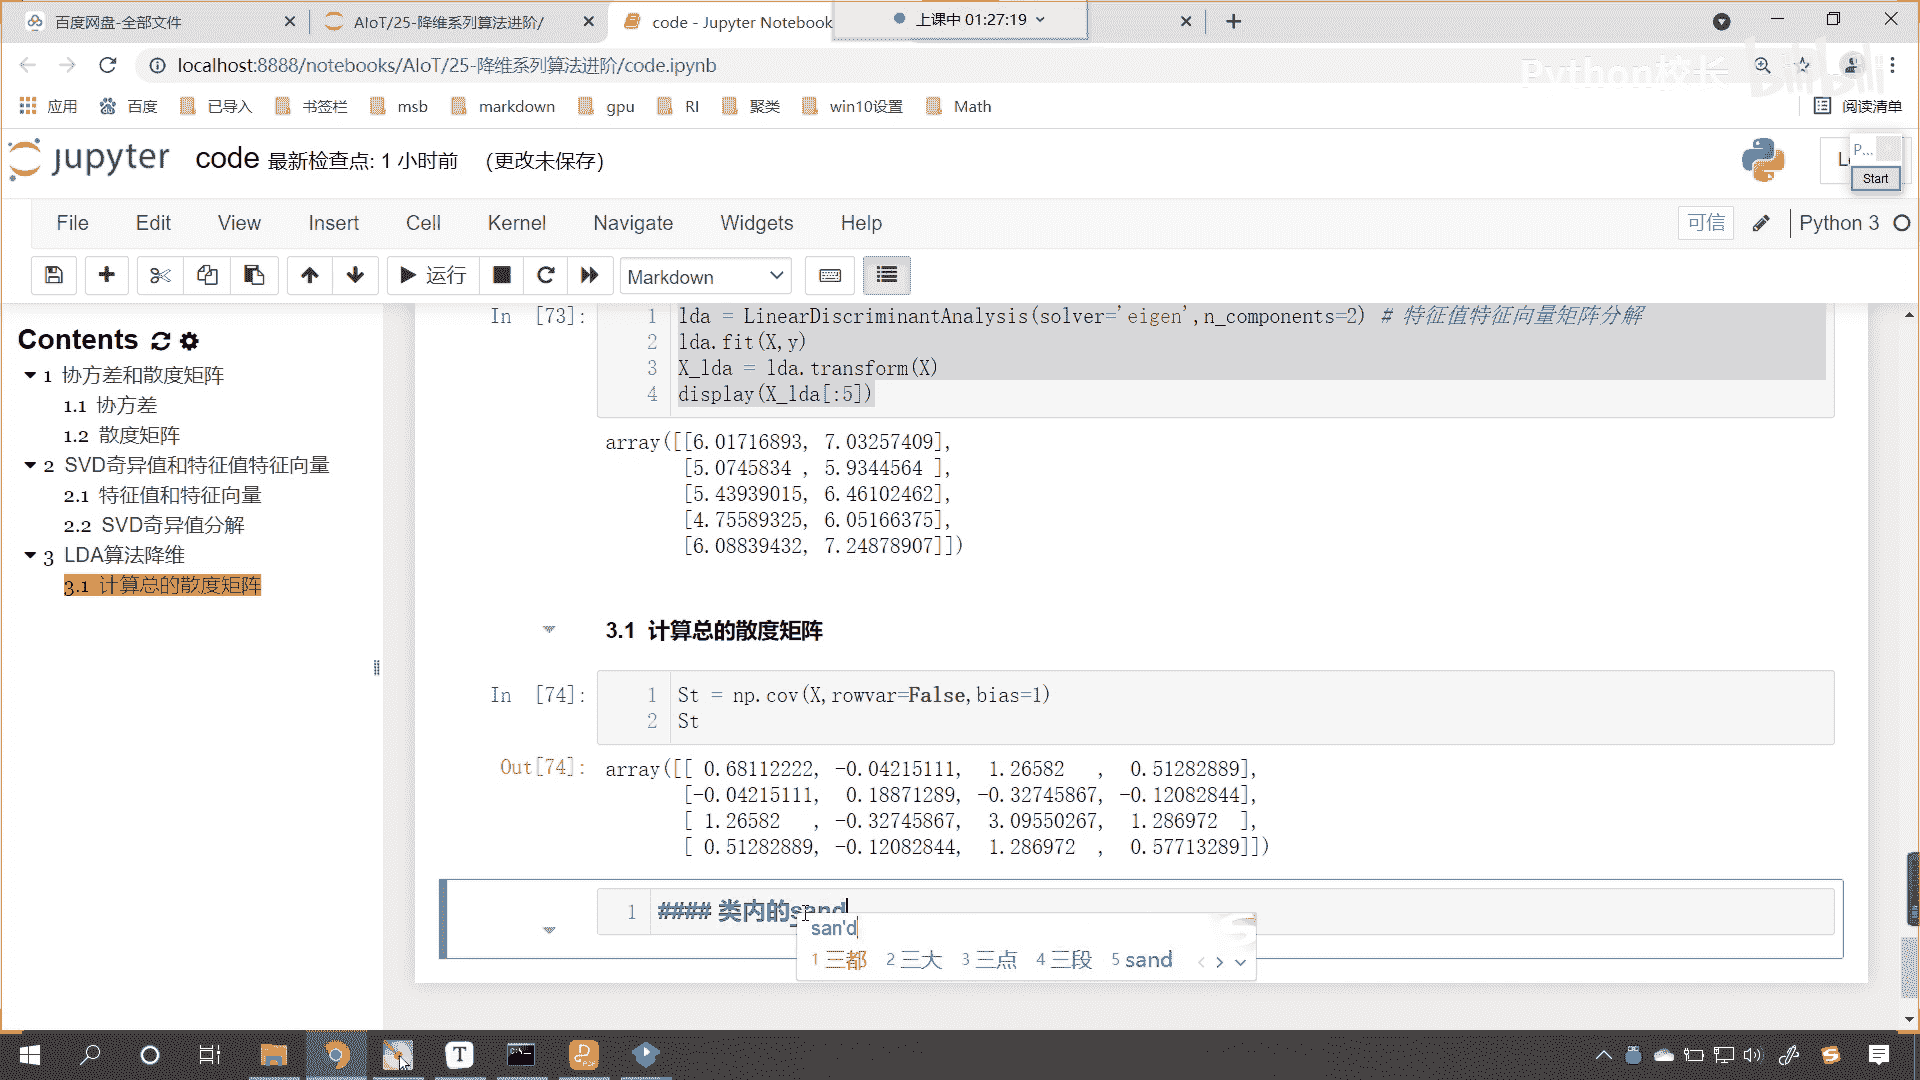 百度网盘-全部文件
AIoT/25-降维系列算法进阶/
code - Jupyter Notebook
上课中 01:27:19
localhost:8888/notebooks/AIoT/25-降维系列算法进阶/code.ipynb
Python校长
bilibili
应用 百度 已导入 书签栏 msb markdown gpu RI 聚类 win10设置 Math 阅读清单
jupyter code 最新检查点: 1 小时前 (更改未保存)
P...
Start
File Edit View Insert Cell Kernel Navigate Widgets Help 可信 Python 3
运行 Markdown
Contents
1 协方差和散度矩阵
1.1 协方差
1.2 散度矩阵
2 SVD奇异值和特征值特征向量
2.1 特征值和特征向量
2.2 SVD奇异值分解
3 LDA算法降维
3.1 计算总的散度矩阵
In [73]:
1 lda = LinearDiscriminantAnalysis(solver='eigen',n_components=2) # 特征值特征向量矩阵分解
2 lda.fit(X,y)
3 X_lda = lda.transform(X)
4 display(X_lda[:5])
array([[6.01716893, 7.03257409],
[5.0745834 , 5.9344564 ],
[5.43939015, 6.46102462],
[4.75589325, 6.05166375],
[6.08839432, 7.24878907]])
3.1 计算总的散度矩阵
In [74]:
1 St = np.cov(X,rowvar=False,bias=1)
2 St
Out[74]:
array([[ 0.68112222, -0.04215111, 1.26582 , 0.51282889],
[-0.04215111, 0.18871289, -0.32745867, -0.12082844],
[ 1.26582 , -0.32745867, 3.09550267, 1.286972 ],
[ 0.51282889, -0.12082844, 1.286972 , 0.57713289]])
1 #### 类内的sand
san'd
1 三都 2 三大 3 三点 4 三段 5 sand